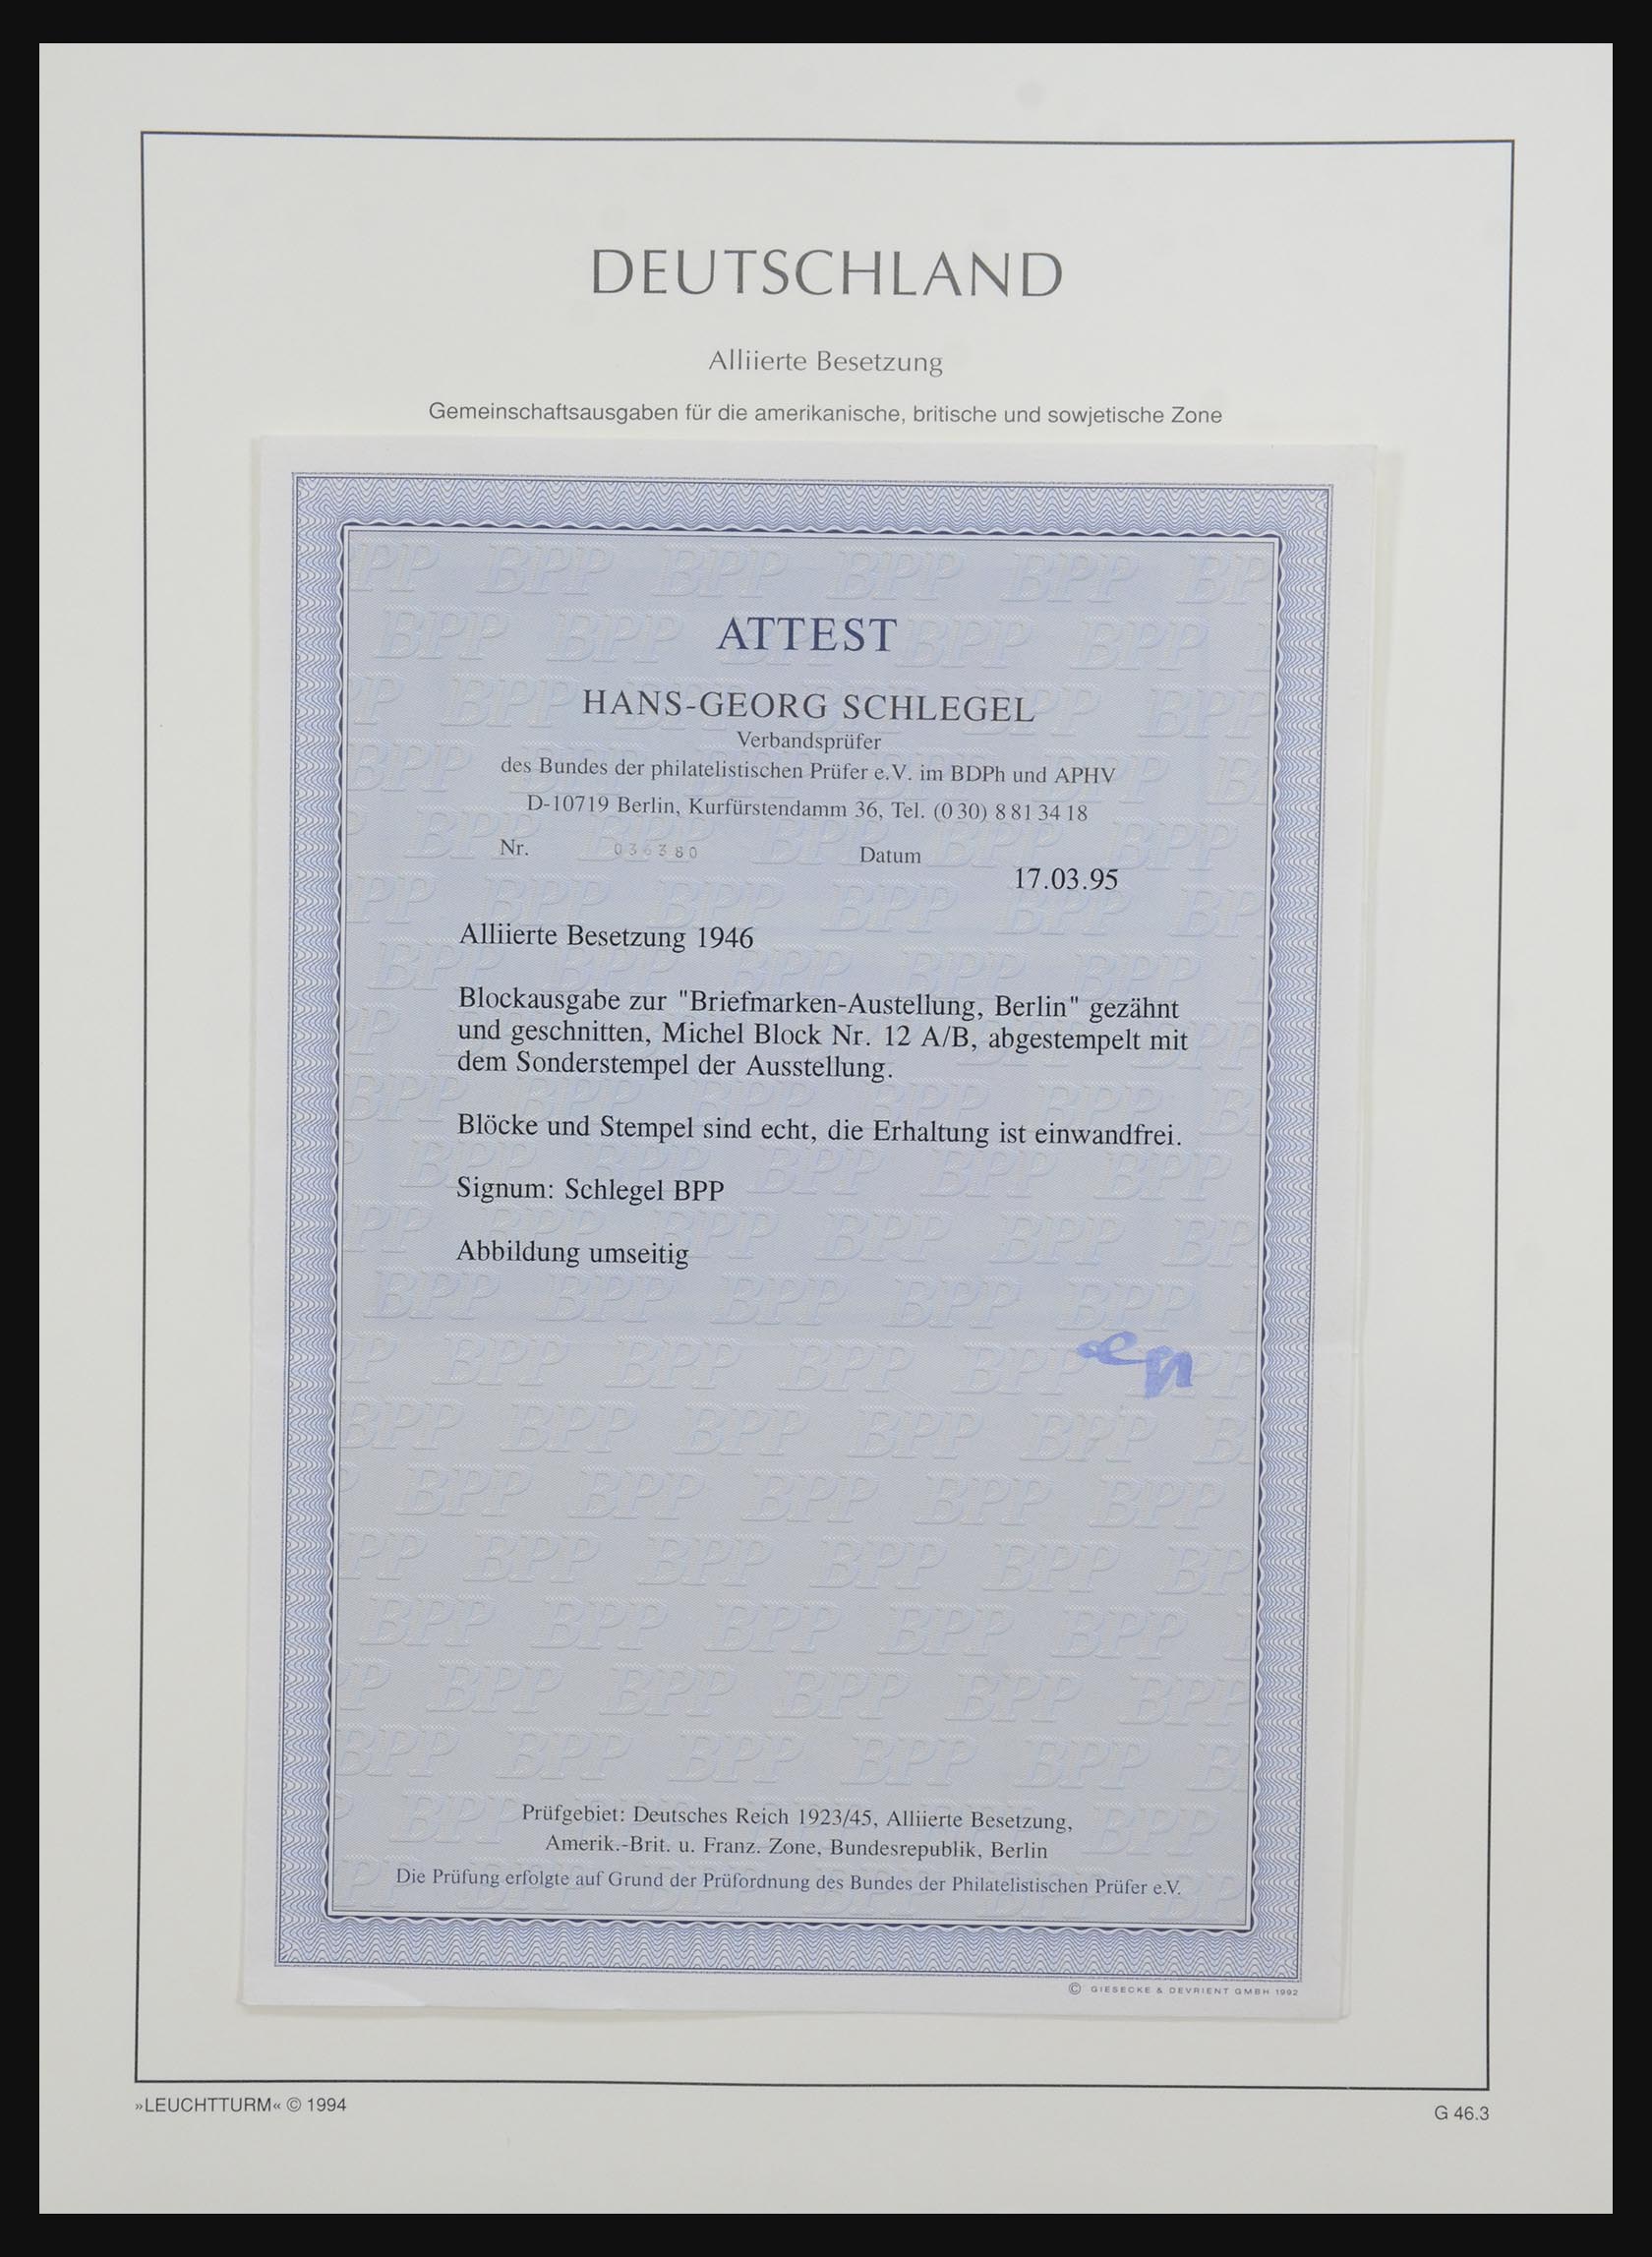 DEUTSCHLAND
Alliierte Besetzung
Gemeinschaftsausgaben für die amerikanische, britische und sowjetische Zone
ATTEST
HANS-GEORG SCHLEGEL
Verbandsprüfer
des Bundes der philatelistischen Prüfer e.V. im BDPh und APHV
D-10719 Berlin, Kurfürstendamm 36, Tel. (0 30) 8 81 34 18
Nr. 036380 Datum
17.03.95
Alliierte Besetzung 1946
Blockausgabe zur "Briefmarken-Austellung, Berlin" gezähnt
und geschnitten, Michel Block Nr. 12 A/B, abgestempelt mit
dem Sonderstempel der Ausstellung.
Blöcke und Stempel sind echt, die Erhaltung ist einwandfrei.
Signum: Schlegel BPP
Abbildung umseitig
Prüfgebiet: Deutsches Reich 1923/45, Alliierte Besetzung,
Amerik.-Brit. u. Franz. Zone, Bundesrepublik, Berlin
Die Prüfung erfolgte auf Grund der Prüfordnung des Bundes der Philatelistischen Prüfer e.V.
© GIESECKE & DEVRIENT GMBH 1992
»LEUCHTTURM« © 1994
G 46.3